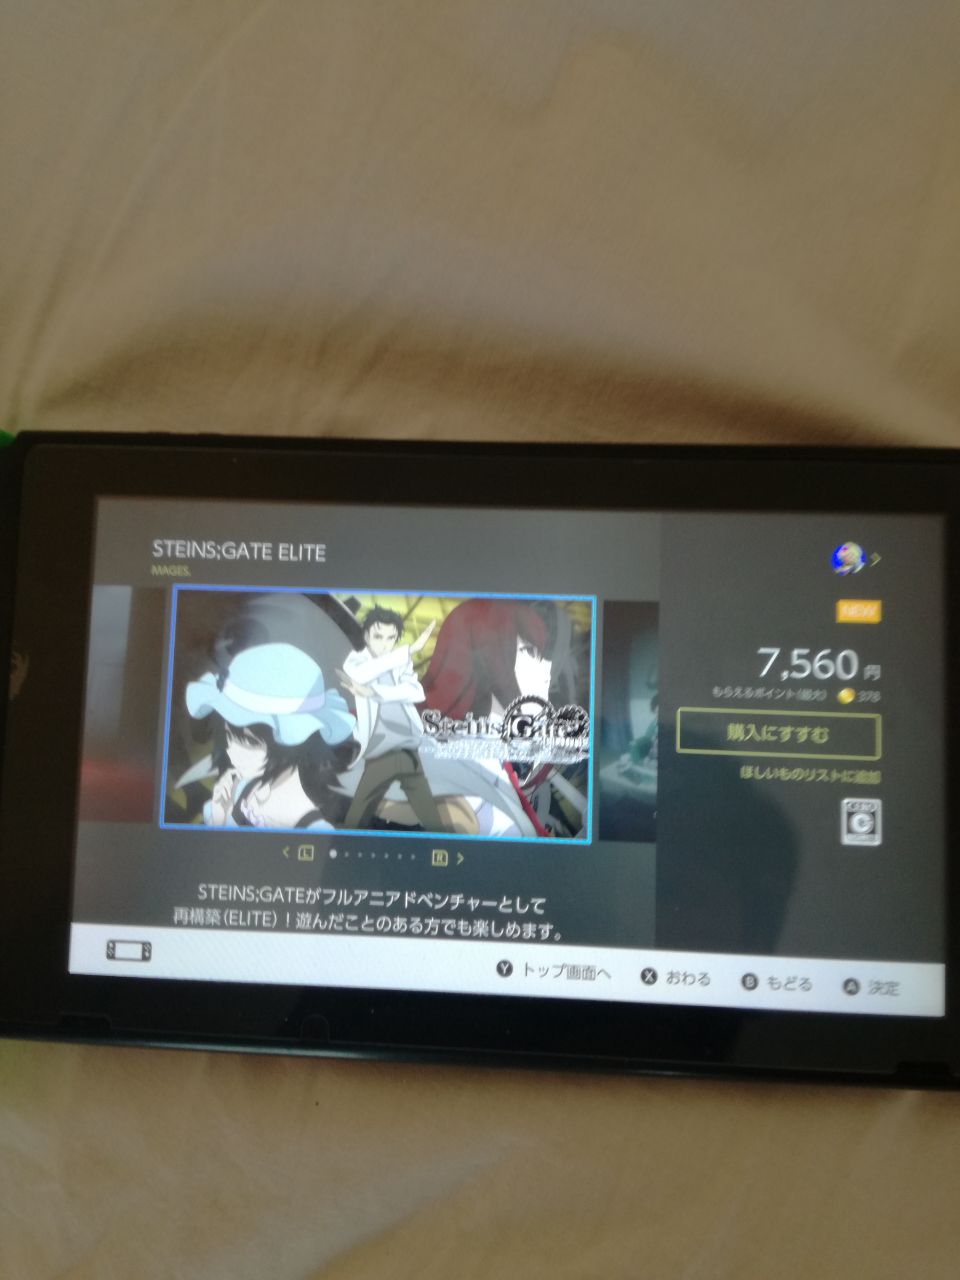 STEINS;GATE ELITE
MAGES.
Steins;Gate
NEW
7,560 円
もらえるポイント(最大) 378
購入にすすむ
ほしいものリストに追加
CERO
C
L
R
STEINS;GATEがフルアニアドベンチャーとして
再構築(ELITE)！遊んだことのある方でも楽しめます。
Y トップ画面へ X おわる B もどる A 決定